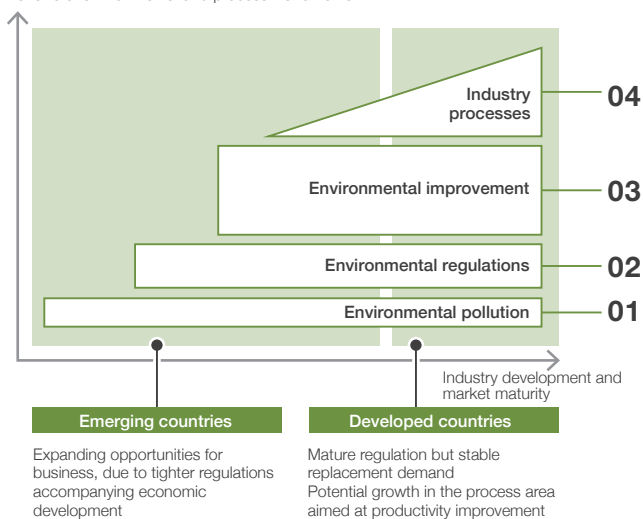 Industry
processes
04
Environmental improvement
03
Environmental regulations
02
Environmental pollution
01
Industry development and
market maturity
Emerging countries
Expanding opportunities for
business, due to tighter regulations
accompanying economic
development
Developed countries
Mature regulation but stable
replacement demand
Potential growth in the process area
aimed at productivity improvement